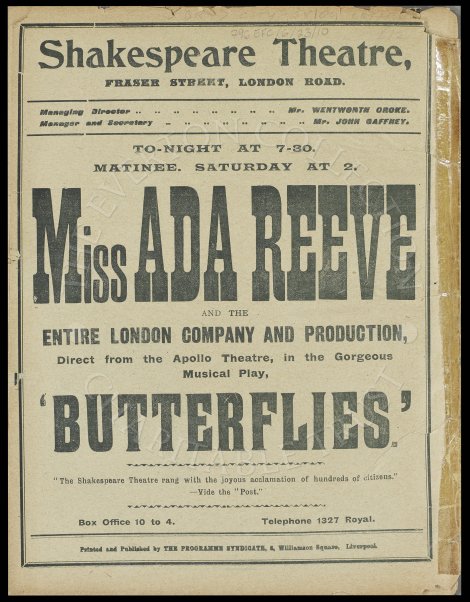 096 EFC/6/23/10
Shakespeare Theatre,
FRASER STREET, LONDON ROAD.
Managing Director .. .. .. .. .. .. .. .. Mr. WENTWORTH CROKE.
Manager and Secretary .. .. .. .. .. .. .. Mr. JOHN GAFFNEY.
TO-NIGHT AT 7-30.
MATINEE. SATURDAY AT 2.
Miss ADA REEVE
AND THE
ENTIRE LONDON COMPANY AND PRODUCTION,
Direct from the Apollo Theatre, in the Gorgeous
Musical Play,
'BUTTERFLIES.'
"The Shakespeare Theatre rang with the joyous acclamation of hundreds of citizens."
—Vide the "Post."
Box Office 10 to 4. Telephone 1327 Royal.
Printed and Published by THE PROGRAMME SYNDICATE, Williamson Square, Liverpool.